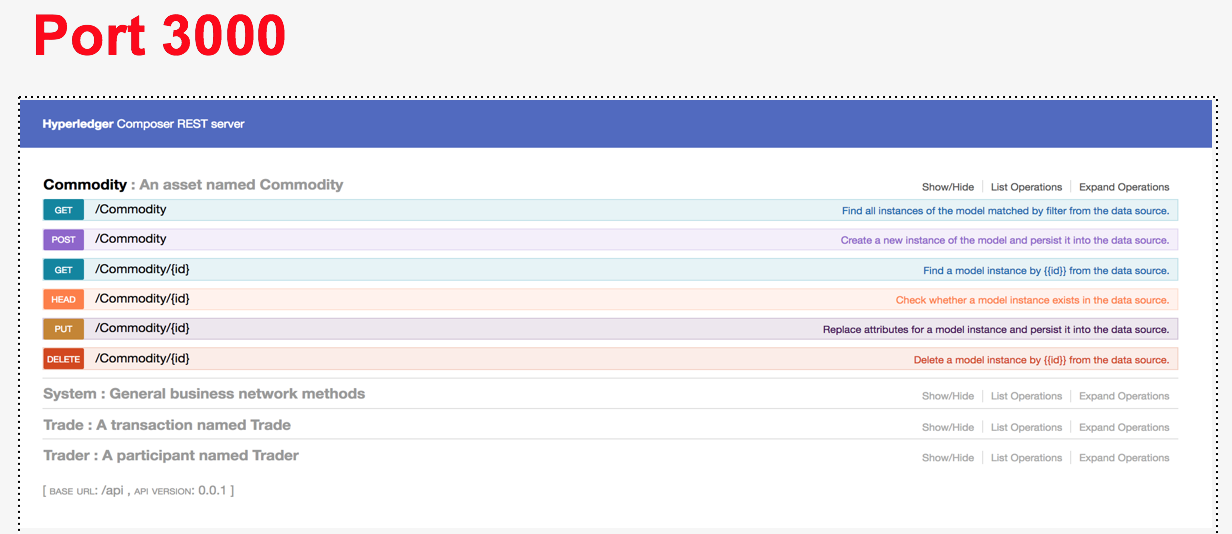 Port 3000
Hyperledger Composer REST server
Commodity : An asset named Commodity Show/Hide List Operations Expand Operations
GET /Commodity Find all instances of the model matched by filter from the data source.
POST /Commodity Create a new instance of the model and persist it into the data source.
GET /Commodity/{id} Find a model instance by {{id}} from the data source.
HEAD /Commodity/{id} Check whether a model instance exists in the data source.
PUT /Commodity/{id} Replace attributes for a model instance and persist it into the data source.
DELETE /Commodity/{id} Delete a model instance by {{id}} from the data source.
System : General business network methods Show/Hide List Operations Expand Operations
Trade : A transaction named Trade Show/Hide List Operations Expand Operations
Trader : A participant named Trader Show/Hide List Operations Expand Operations
[ BASE URL: /api , API VERSION: 0.0.1 ]